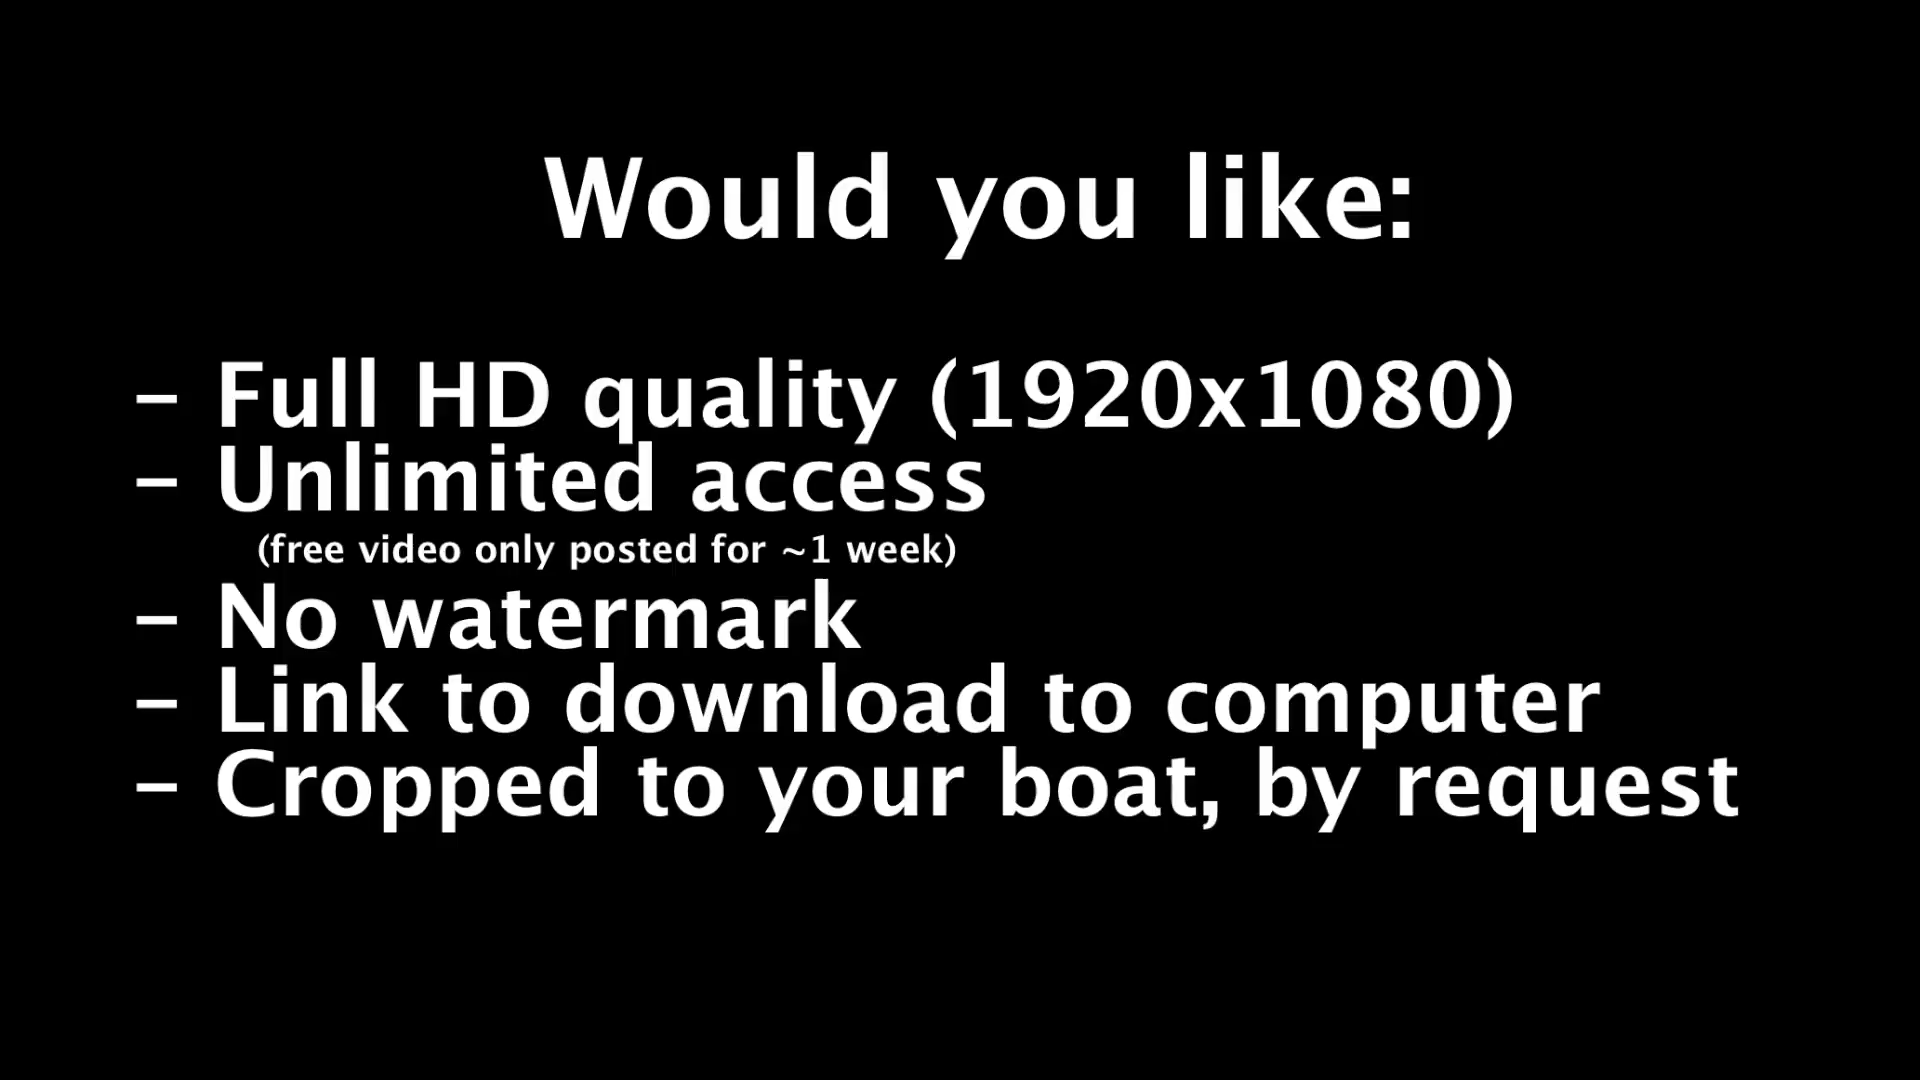 Would you like:
- Full HD quality (1920x1080)
- Unlimited access
(free video only posted for ~1 week)
- No watermark
- Link to download to computer
- Cropped to your boat, by request